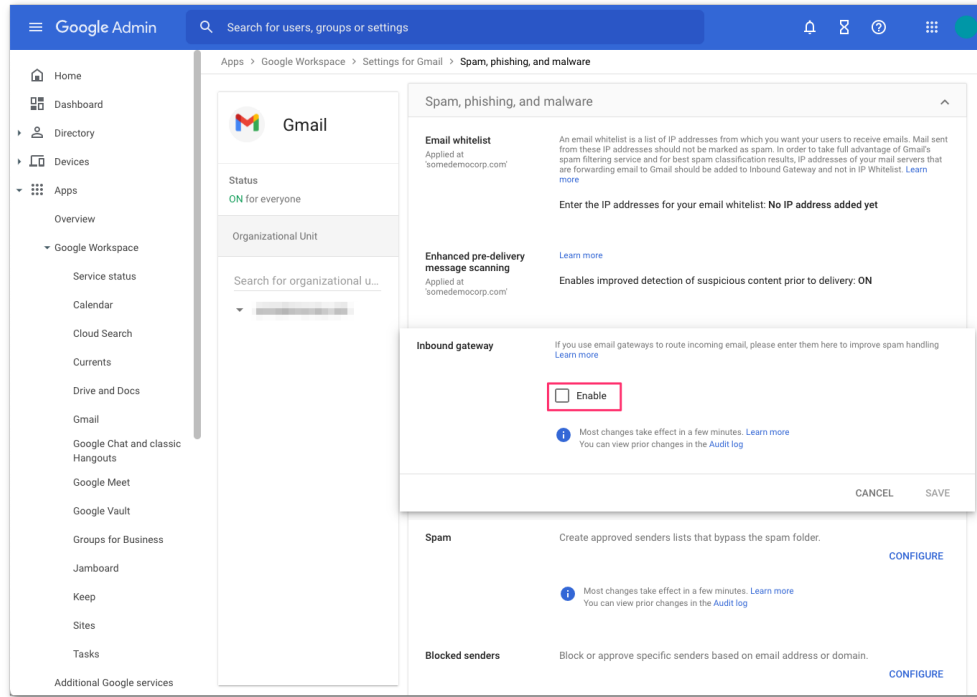 Google Admin
Search for users, groups or settings
Home
Dashboard
Directory
Devices
Apps
Overview
Google Workspace
Service status
Calendar
Cloud Search
Currents
Drive and Docs
Gmail
Google Chat and classic
Hangouts
Google Meet
Google Vault
Groups for Business
Jamboard
Keep
Sites
Tasks
Additional Google services
Apps > Google Workspace > Settings for Gmail > Spam, phishing, and malware
Gmail
Status
ON for everyone
Organizational Unit
Search for organizational u...
Spam, phishing, and malware
Email whitelist
Applied at
'somedemocorp.com'
An email whitelist is a list of IP addresses from which you want your users to receive emails. Mail sent
from these IP addresses should not be marked as spam. In order to take full advantage of Gmail's
spam filtering service and for best spam classification results, IP addresses of your mail servers that
are forwarding email to Gmail should be added to Inbound Gateway and not in IP Whitelist. Learn
more
Enter the IP addresses for your email whitelist: No IP address added yet
Enhanced pre-delivery
message scanning
Applied at
'somedemocorp.com'
Learn more
Enables improved detection of suspicious content prior to delivery: ON
Inbound gateway
If you use email gateways to route incoming email, please enter them here to improve spam handling
Learn more
Enable
Most changes take effect in a few minutes. Learn more
You can view prior changes in the Audit log
CANCEL
SAVE
Spam
Create approved senders lists that bypass the spam folder.
CONFIGURE
Most changes take effect in a few minutes. Learn more
You can view prior changes in the Audit log
Blocked senders
Block or approve specific senders based on email address or domain.
CONFIGURE